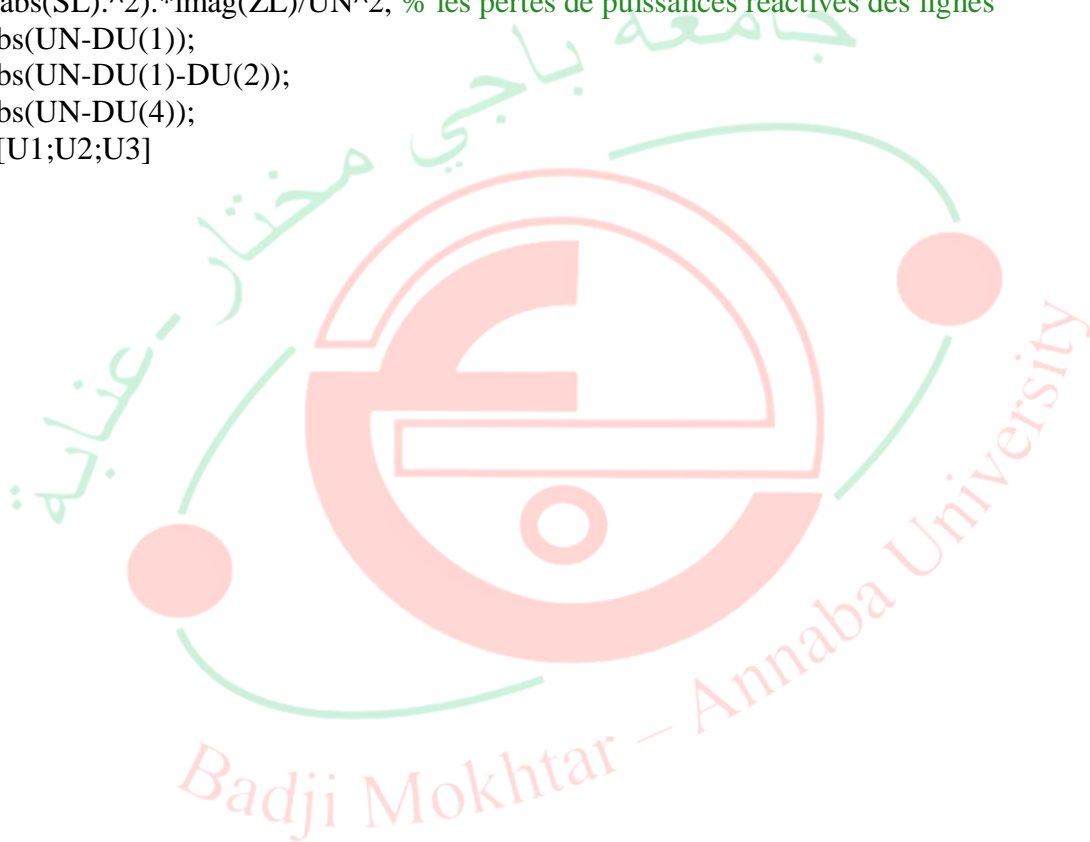 abs(SL).^2).*imag(ZL)/UN^2, % les pertes de puissances réactives des lignes
bs(UN-DU(1));
bs(UN-DU(1)-DU(2));
bs(UN-DU(4));
[U1;U2;U3]
جامعة باجي مختار - عنابة
Badji Mokhtar – Annaba University